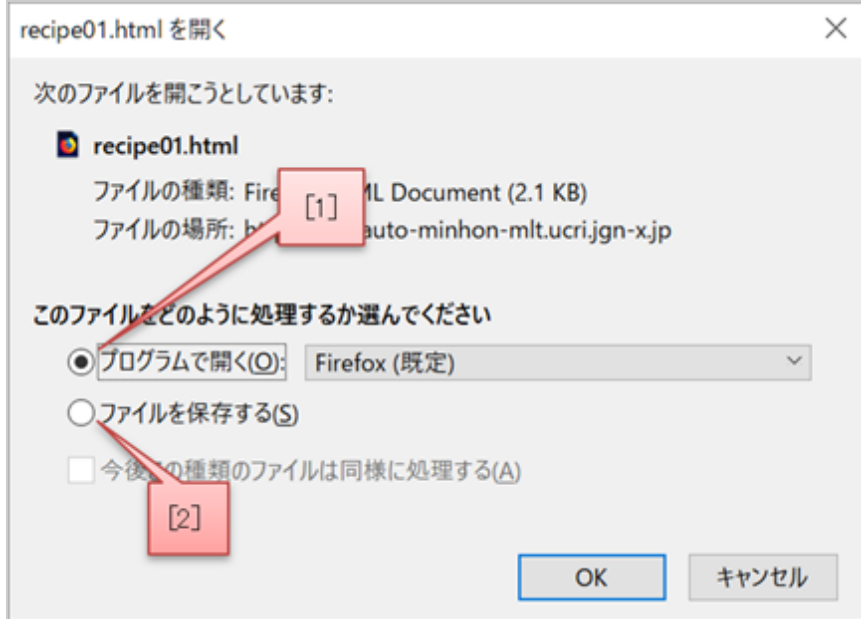 recipe01.html を開く
次のファイルを開こうとしています:
recipe01.html
ファイルの種類: Fire ML Document (2.1 KB)
ファイルの場所: auto-minhon-mlt.ucri.jgn-x.jp
[1]
このファイルをどのように処理するか選んでください
プログラムで開く(O): Firefox (既定)
ファイルを保存する(S)
今後この種類のファイルは同様に処理する(A)
[2]
OK キャンセル